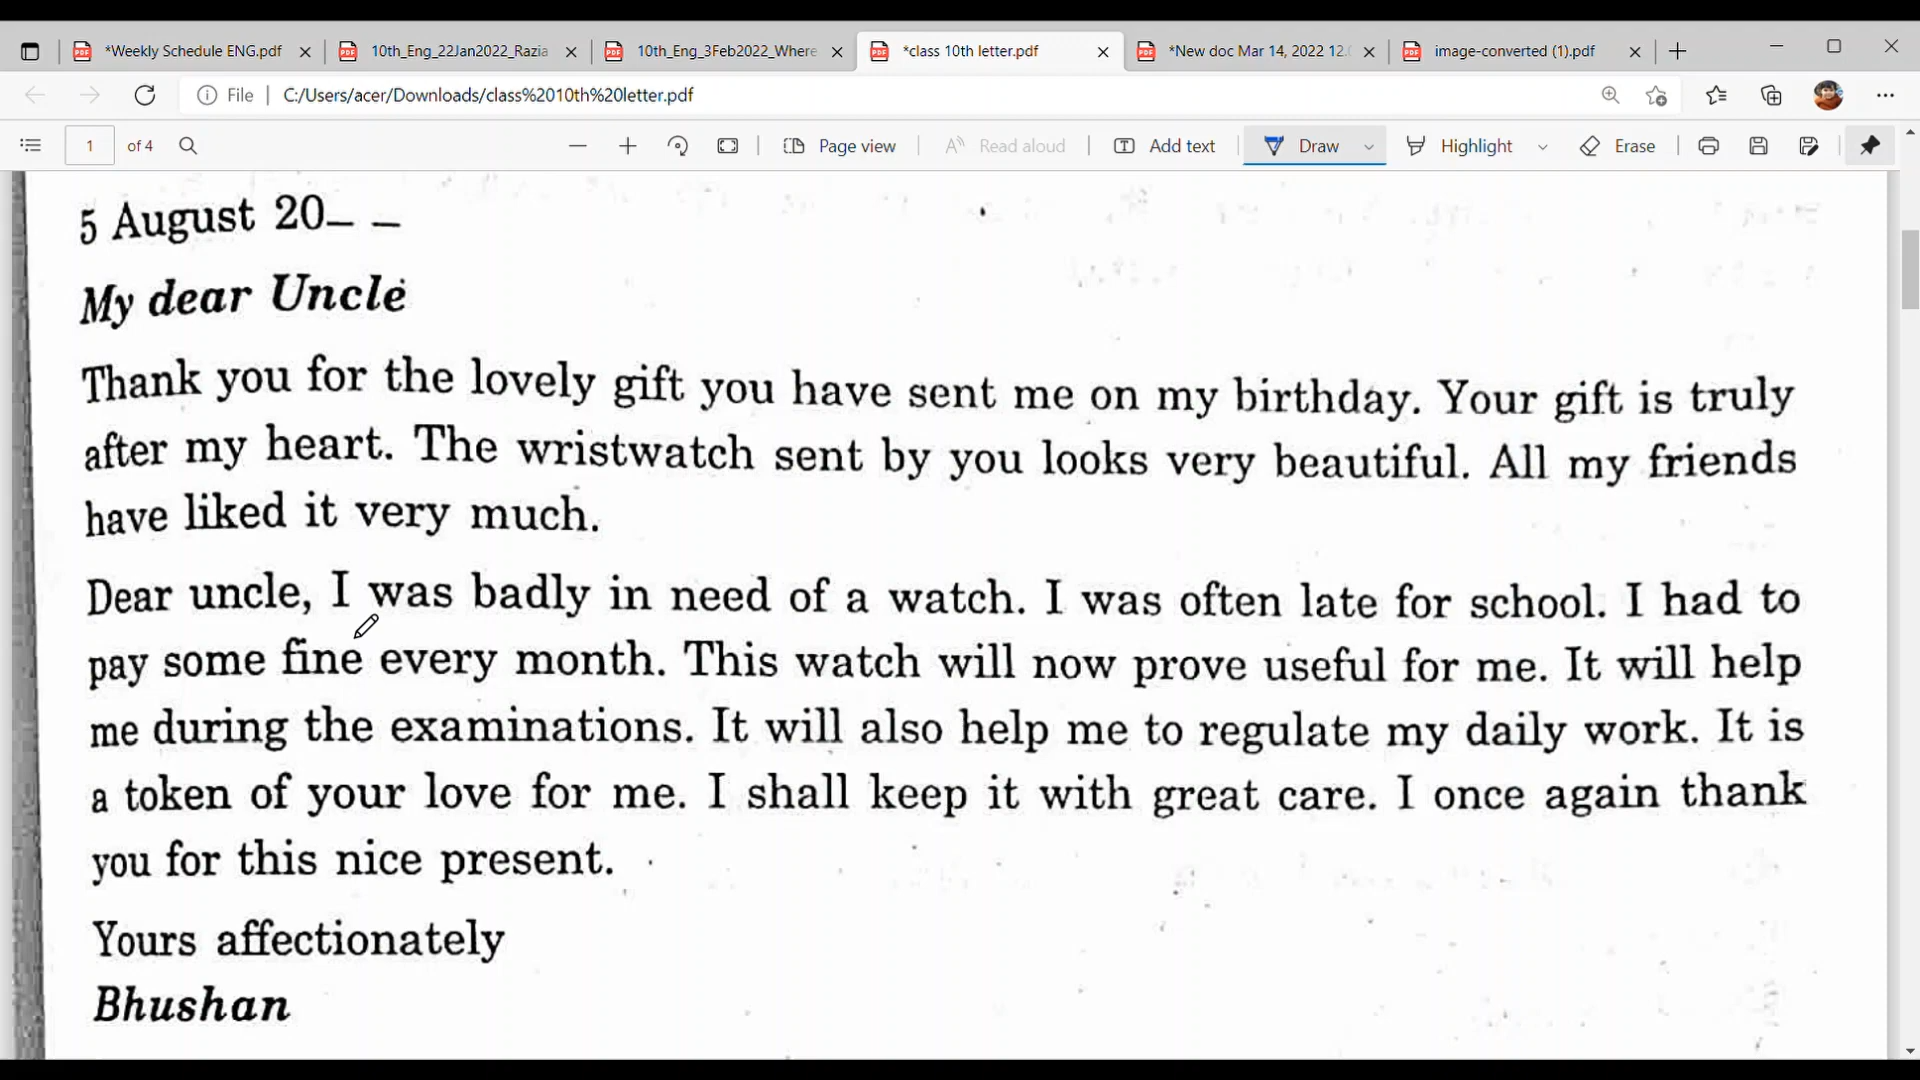 *Weekly Schedule ENG.pdf 10th_Eng_22Jan2022_Razia 10th_Eng_3Feb2022_Where *class 10th letter.pdf *New doc Mar 14, 2022 12. image-converted (1).pdf
File C:/Users/acer/Downloads/class%2010th%20letter.pdf
1 of 4 Page view Read aloud Add text Draw Highlight Erase
5 August 20– –
My dear Uncle
Thank you for the lovely gift you have sent me on my birthday. Your gift is truly
after my heart. The wristwatch sent by you looks very beautiful. All my friends
have liked it very much.
Dear uncle, I was badly in need of a watch. I was often late for school. I had to
pay some fine every month. This watch will now prove useful for me. It will help
me during the examinations. It will also help me to regulate my daily work. It is
a token of your love for me. I shall keep it with great care. I once again thank
you for this nice present.
Yours affectionately
Bhushan